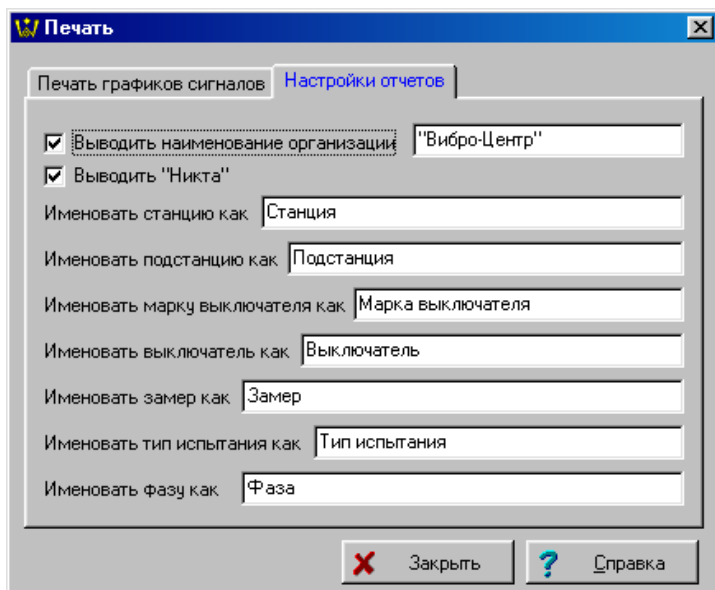 Печать
Печать графиков сигналов Настройки отчетов
Выводить наименование организации "Вибро-Центр"
Выводить "Никта"
Именовать станцию как Станция
Именовать подстанцию как Подстанция
Именовать марку выключателя как Марка выключателя
Именовать выключатель как Выключатель
Именовать замер как Замер
Именовать тип испытания как Тип испытания
Именовать фазу как Фаза
Закрыть Справка